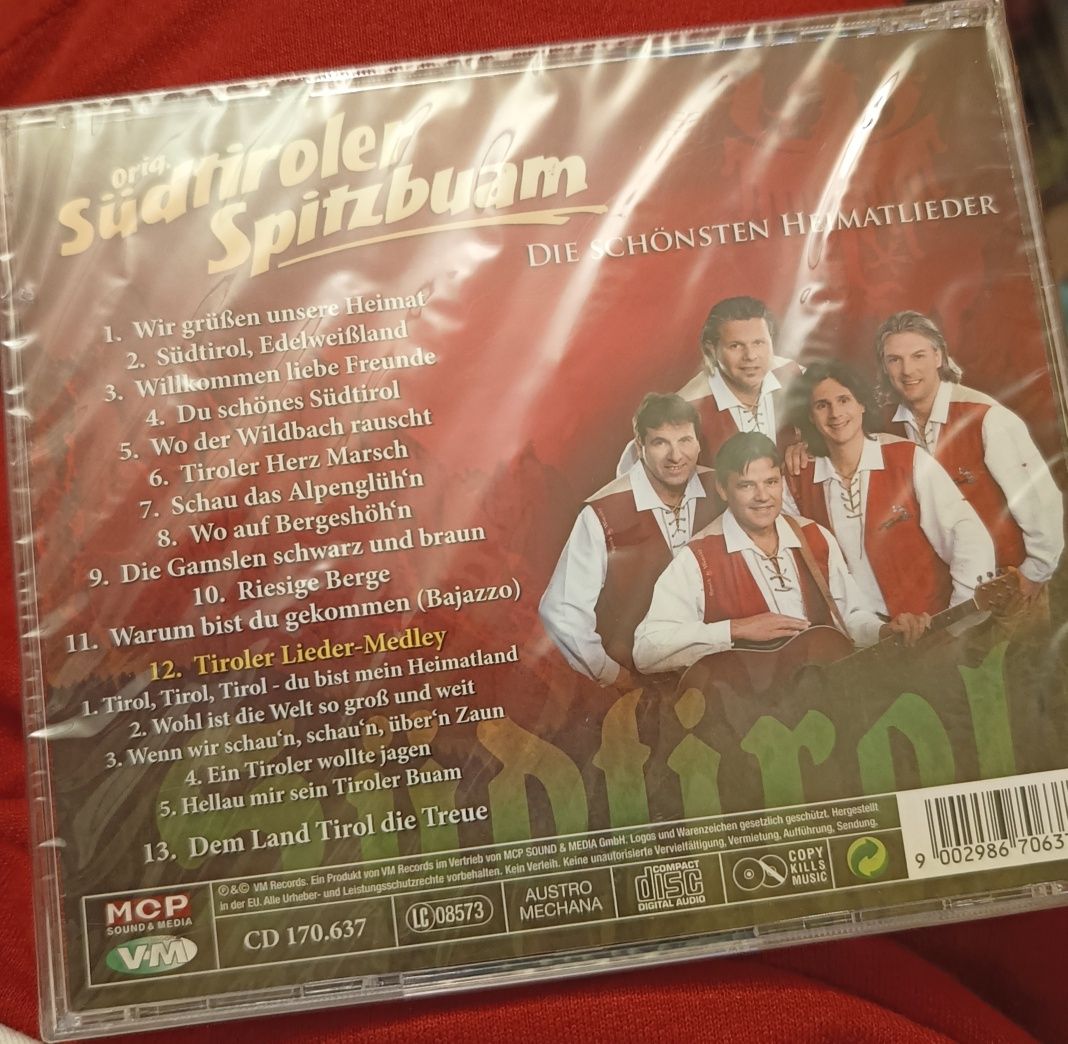 orig.
Südtiroler
Spitzbuam
Die schönsten Heimatlieder
1. Wir grüßen unsere Heimat
2. Südtirol, Edelweißland
3. Willkommen liebe Freunde
4. Du schönes Südtirol
5. Wo der Wildbach rauscht
6. Tiroler Herz Marsch
7. Schau das Alpenglüh‘n
8. Wo auf Bergeshöh‘n
9. Die Gamslen schwarz und braun
10. Riesige Berge
11. Warum bist du gekommen (Bajazzo)
12. Tiroler Lieder-Medley
1. Tirol, Tirol, Tirol - du bist mein Heimatland
2. Wohl ist die Welt so groß und weit
3. Wenn wir schau‘n, schau‘n, über‘n Zaun
4. Ein Tiroler wollte jagen
5. Hellau mir sein Tiroler Buam
13. Dem Land Tirol die Treue
Südtirol
MCP
SOUND & MEDIA
VM
℗&© VM Records. Ein Produkt von VM Records im Vertrieb von MCP SOUND & MEDIA GmbH. Logos und Warenzeichen gesetzlich geschützt. Hergestellt
in der EU. Alle Urheber- und Leistungsschutzrechte vorbehalten. Kein Verleih. Keine unautorisierte Vervielfältigung, Vermietung, Aufführung, Sendung.
CD 170.637
LC 08573
AUSTRO
MECHANA
COMPACT
disc
DIGITAL AUDIO
COPY
KILLS
MUSIC
9 002986 70637